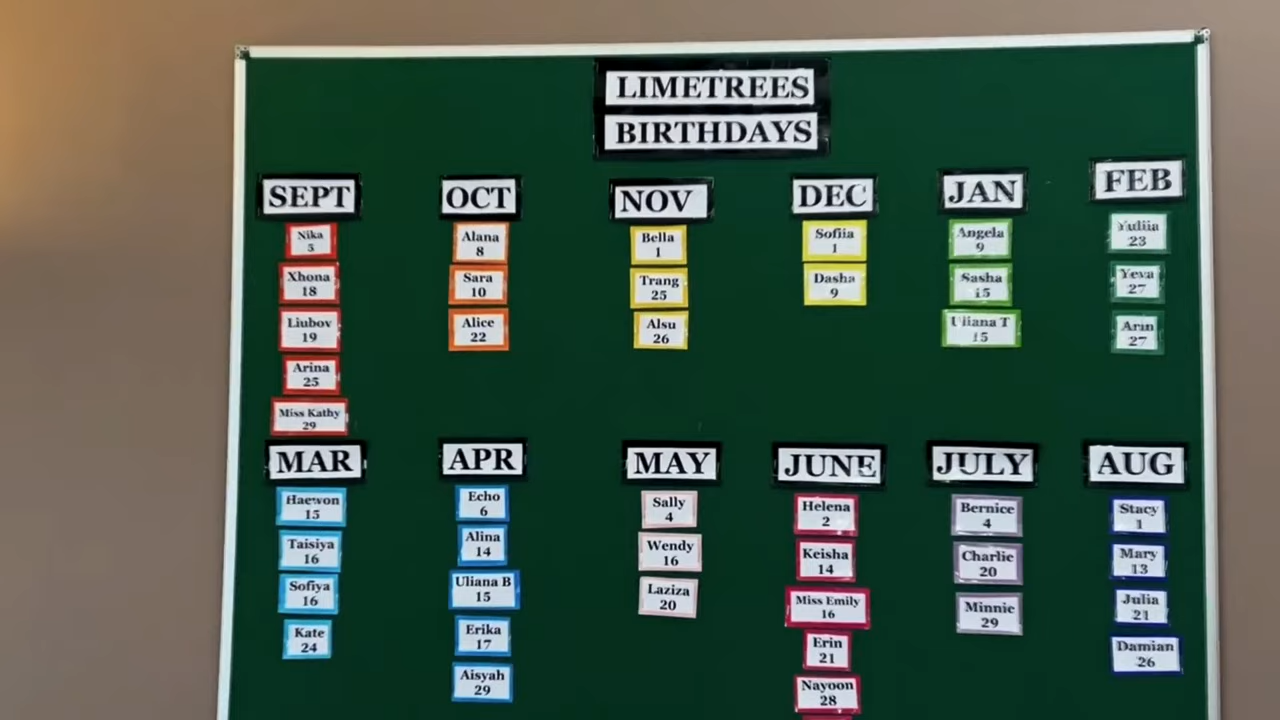 LIMETREES
BIRTHDAYS
SEPT
Nika
5
Xhona
18
Liubov
19
Arina
25
Miss Kathy
29
OCT
Alana
8
Sara
10
Alice
22
NOV
Bella
1
Trang
25
Alsu
26
DEC
Sofiia
1
Dasha
9
JAN
Angela
9
Sasha
15
Uliana T
15
FEB
Yuliia
23
Yeva
27
Arin
27
MAR
Haewon
15
Taisiya
16
Sofiya
16
Kate
24
APR
Echo
6
Alina
14
Uliana B
15
Erika
17
Aisyah
29
MAY
Sally
4
Wendy
16
Laziza
20
JUNE
Helena
2
Keisha
14
Miss Emily
16
Erin
21
Nayoon
28
JULY
Bernice
4
Charlie
20
Minnie
29
AUG
Stacy
1
Mary
13
Julia
21
Damian
26